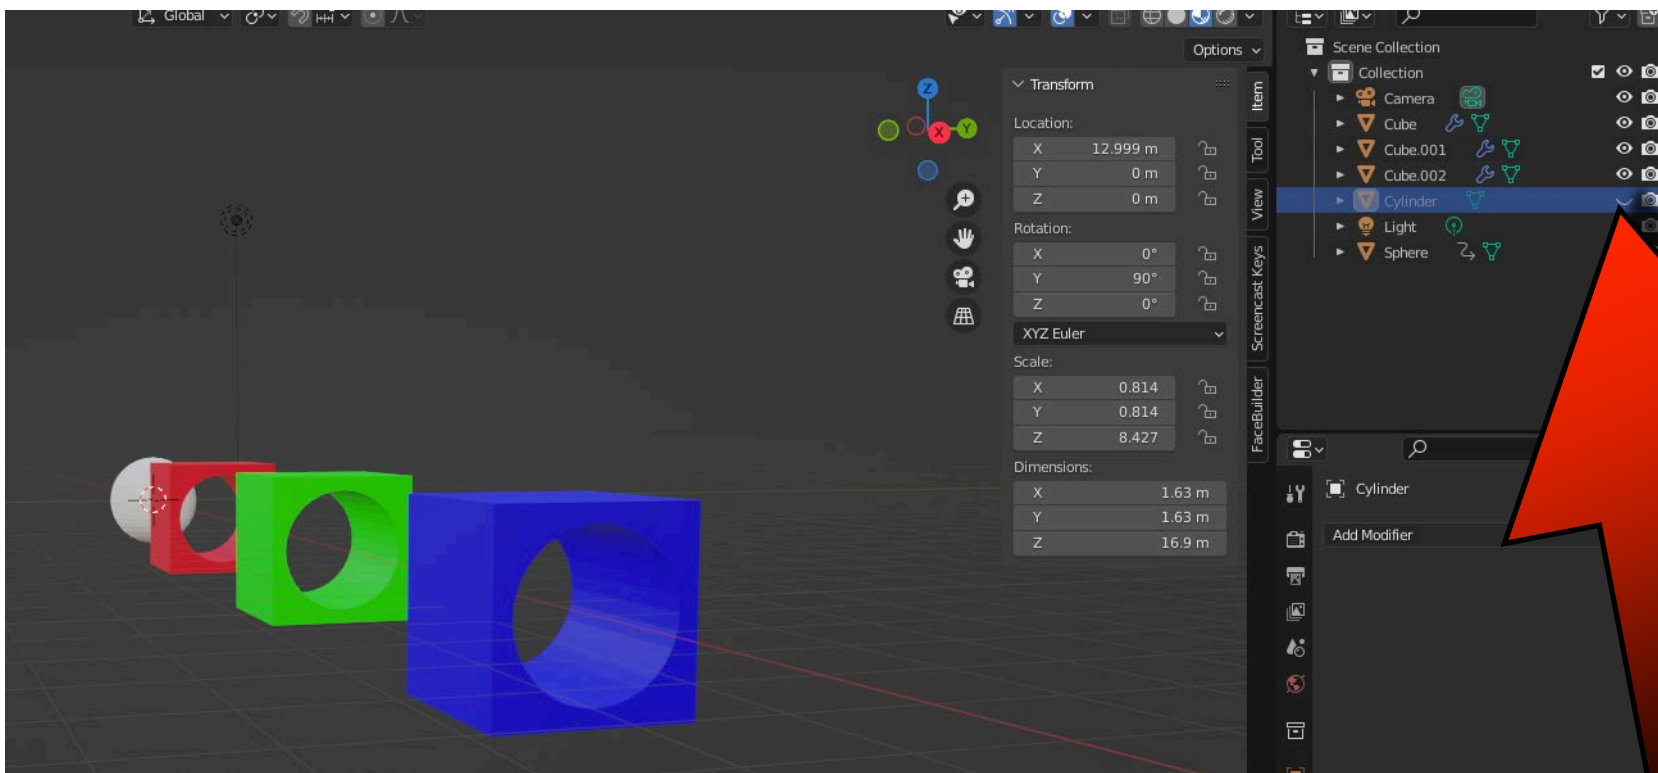 Global
Options
Z
X
Y
Transform
Location:
X 12.999 m
Y 0 m
Z 0 m
Rotation:
X 0°
Y 90°
Z 0°
XYZ Euler
Scale:
X 0.814
Y 0.814
Z 8.427
Dimensions:
X 1.63 m
Y 1.63 m
Z 16.9 m
Item
Tool
View
Screencast Keys
FaceBuilder
Scene Collection
Collection
Camera
Cube
Cube.001
Cube.002
Cylinder
Light
Sphere
Cylinder
Add Modifier